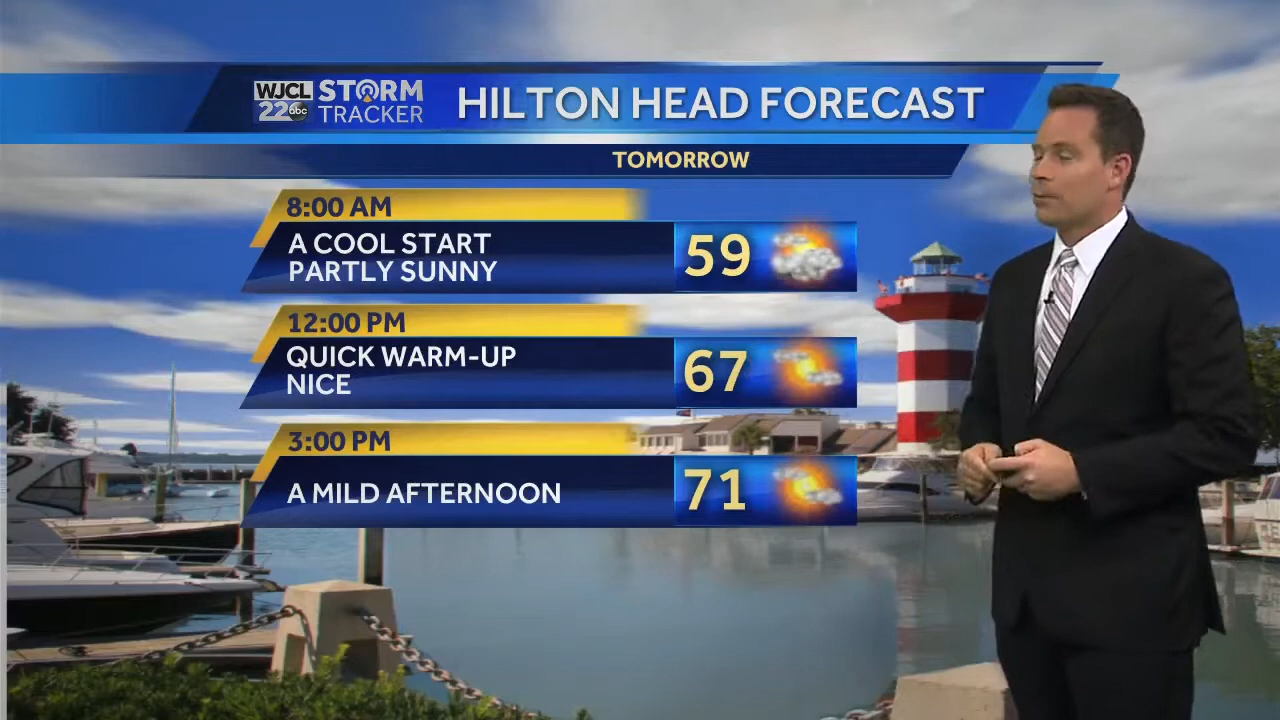 WJCL
22 abc
STORM
TRACKER
HILTON HEAD FORECAST
TOMORROW
8:00 AM
A COOL START
PARTLY SUNNY
59
12:00 PM
QUICK WARM-UP
NICE
67
3:00 PM
A MILD AFTERNOON
71